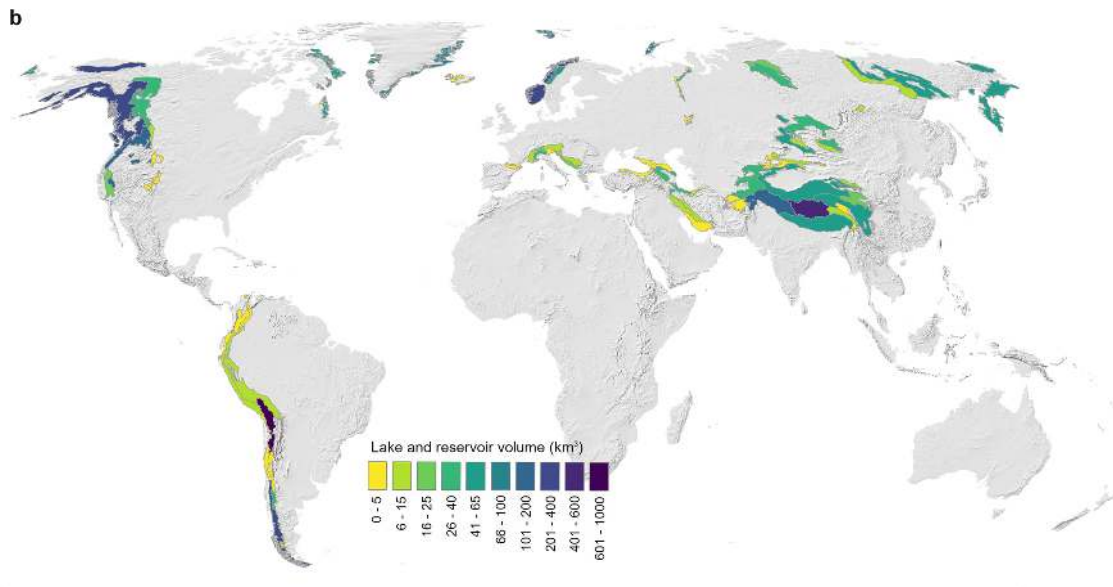 b
Lake and reservoir volume (km³)
0 - 5
6 - 15
16 - 25
26 - 40
41 - 65
66 - 100
101 - 200
201 - 400
401 - 600
601 - 1000